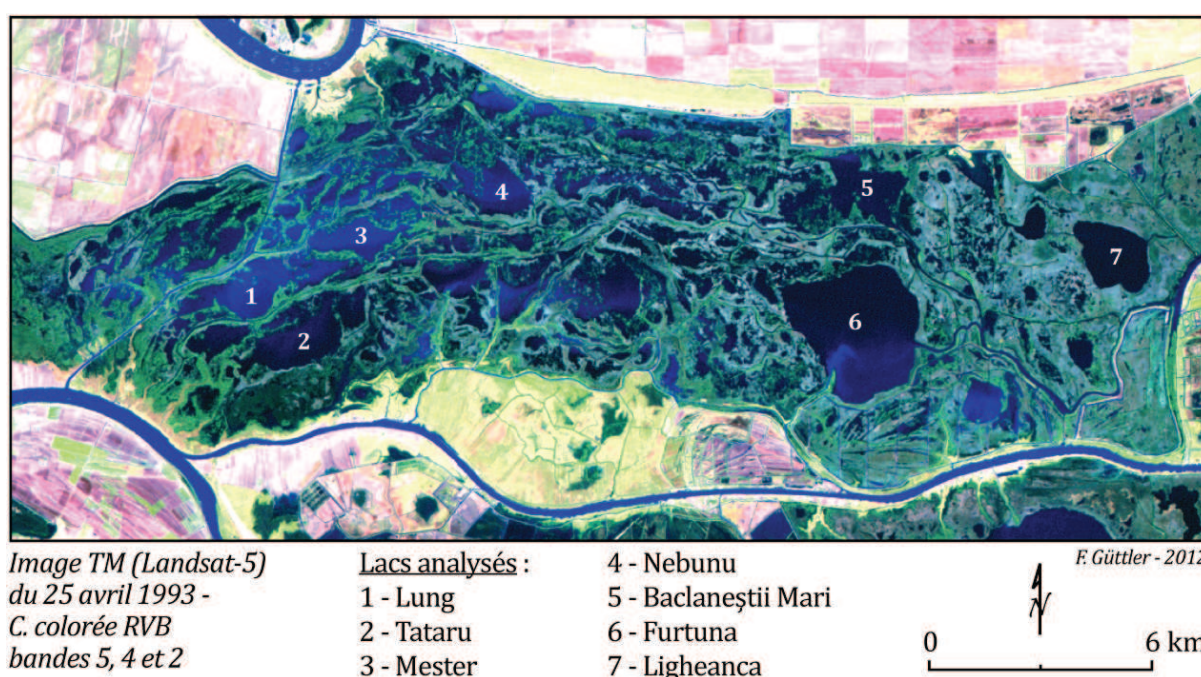 4
5
3
7
1
6
2
Image TM (Landsat-5)
du 25 avril 1993 -
C. colorée RVB
bandes 5, 4 et 2
Lacs analysés :
1 - Lung
2 - Tataru
3 - Mester
4 - Nebunu
5 - Baclaneştii Mari
6 - Furtuna
7 - Ligheanca
N
F. Güttler - 2012
0 6 km